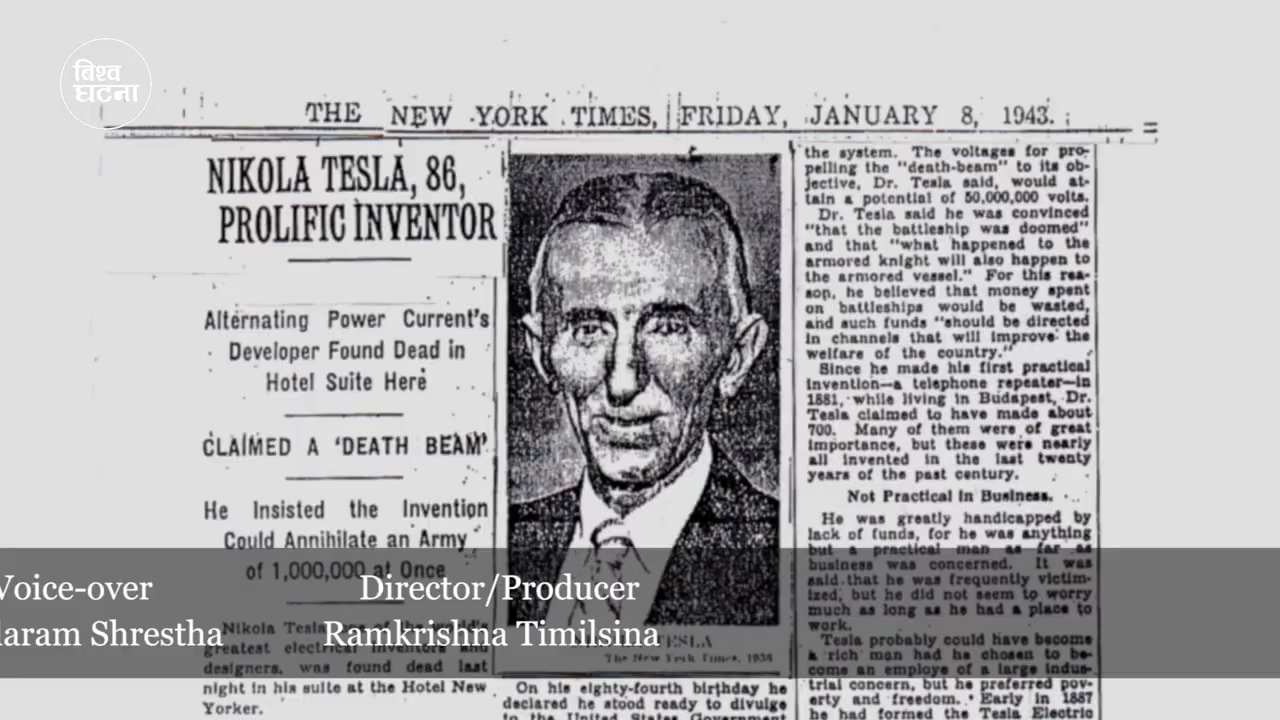 बिश्व
घटना
THE NEW YORK TIMES, FRIDAY, JANUARY 8, 1943.
NIKOLA TESLA, 86,
PROLIFIC INVENTOR
Alternating Power Current's
Developer Found Dead in
Hotel Suite Here
CLAIMED A 'DEATH BEAM'
He Insisted the Invention
Could Annihilate an Army
of 1,000,000 at Once
Nikola Tesla, one of the world's
greatest electrical inventors and
designers, was found dead last
night in his suite at the Hotel New
Yorker.
TESLA
The New York Times, 1934
On his eighty-fourth birthday he
declared he stood ready to divulge
to the United States Government
the system. The voltages for pro-
pelling the "death-beam" to its ob-
jective, Dr. Tesla said, would at-
tain a potential of 50,000,000 volts.
Dr. Tesla said he was convinced
"that the battleship was doomed"
and that "what happened to the
armored knight will also happen to
the armored vessel." For this rea-
son, he believed that money spent
on battleships would be wasted,
and such funds "should be directed
in channels that will improve the
welfare of the country."
Since he made his first practical
invention—a telephone repeater—in
1881, while living in Budapest, Dr.
Tesla claimed to have made about
700. Many of them were of great
importance, but these were nearly
all invented in the last twenty
years of the past century.
Not Practical in Business.
He was greatly handicapped by
lack of funds, for he was anything
but a practical man as far as
business was concerned. It was
said that he was frequently victim-
ized, but he did not seem to worry
much as long as he had a place to
work.
Tesla probably could have become
a rich man had he chosen to be-
come an employe of a large indus-
trial concern, but he preferred pov-
erty and freedom. Early in 1887
he had formed the Tesla Electric
Voice-over
laram Shrestha
Director/Producer
Ramkrishna Timilsina